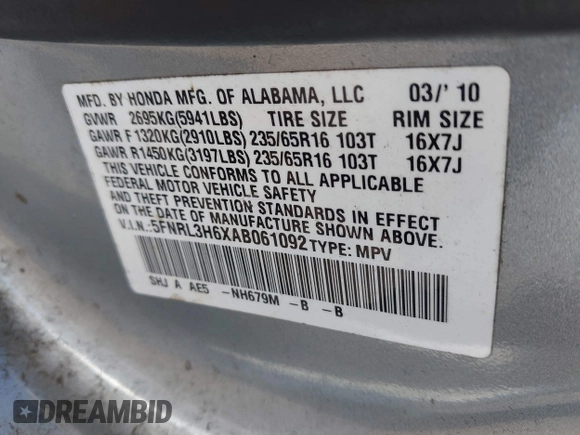 MFD. BY HONDA MFG. OF ALABAMA, LLC 03/' 10
GVWR 2695KG(5941LBS) TIRE SIZE RIM SIZE
GAWR F 1320KG(2910LBS) 235/65R16 103T 16X7J
GAWR R1450KG(3197LBS) 235/65R16 103T 16X7J
THIS VEHICLE CONFORMS TO ALL APPLICABLE
FEDERAL MOTOR VEHICLE SAFETY
AND THEFT PREVENTION STANDARDS IN EFFECT
ON THE DATE OF MANUFACTURE SHOWN ABOVE.
V.I.N.:5FNRL3H6XAB061092 TYPE: MPV
SHJ A AE5 -NH679M -B -B
DREAMBID